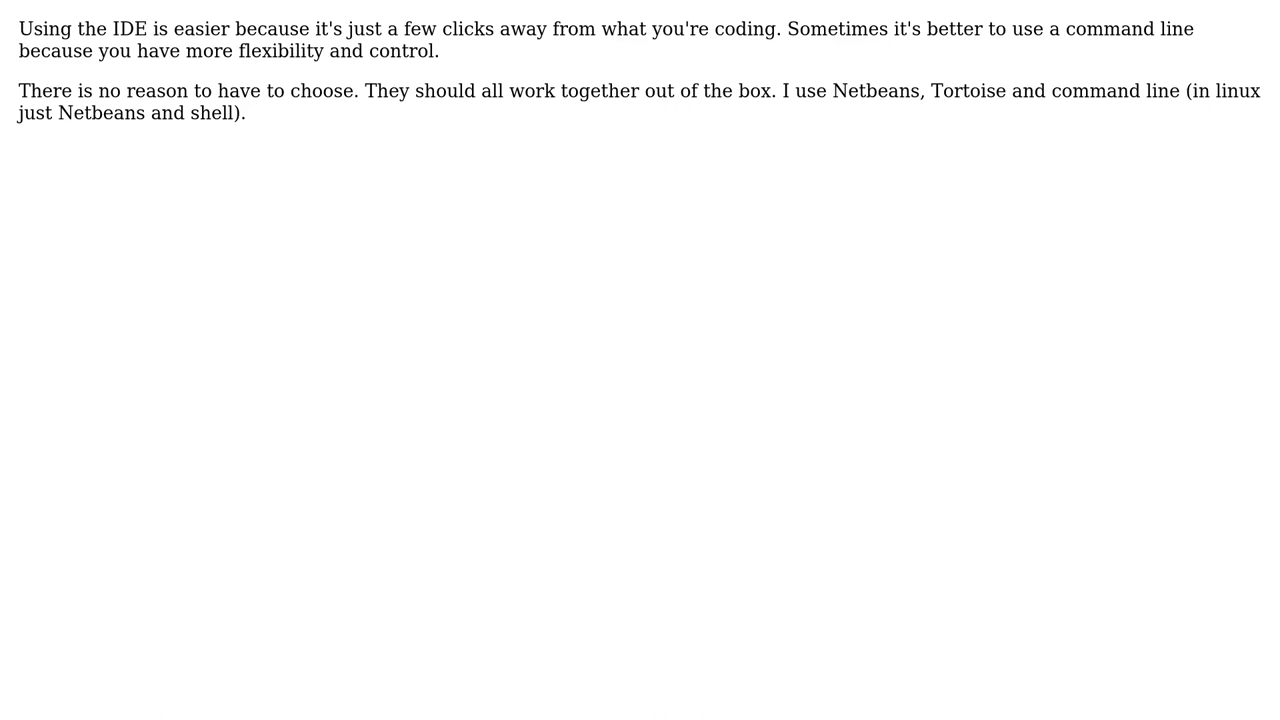 Using the IDE is easier because it's just a few clicks away from what you're coding. Sometimes it's better to use a command line
because you have more flexibility and control.
There is no reason to have to choose. They should all work together out of the box. I use Netbeans, Tortoise and command line (in linux
just Netbeans and shell).